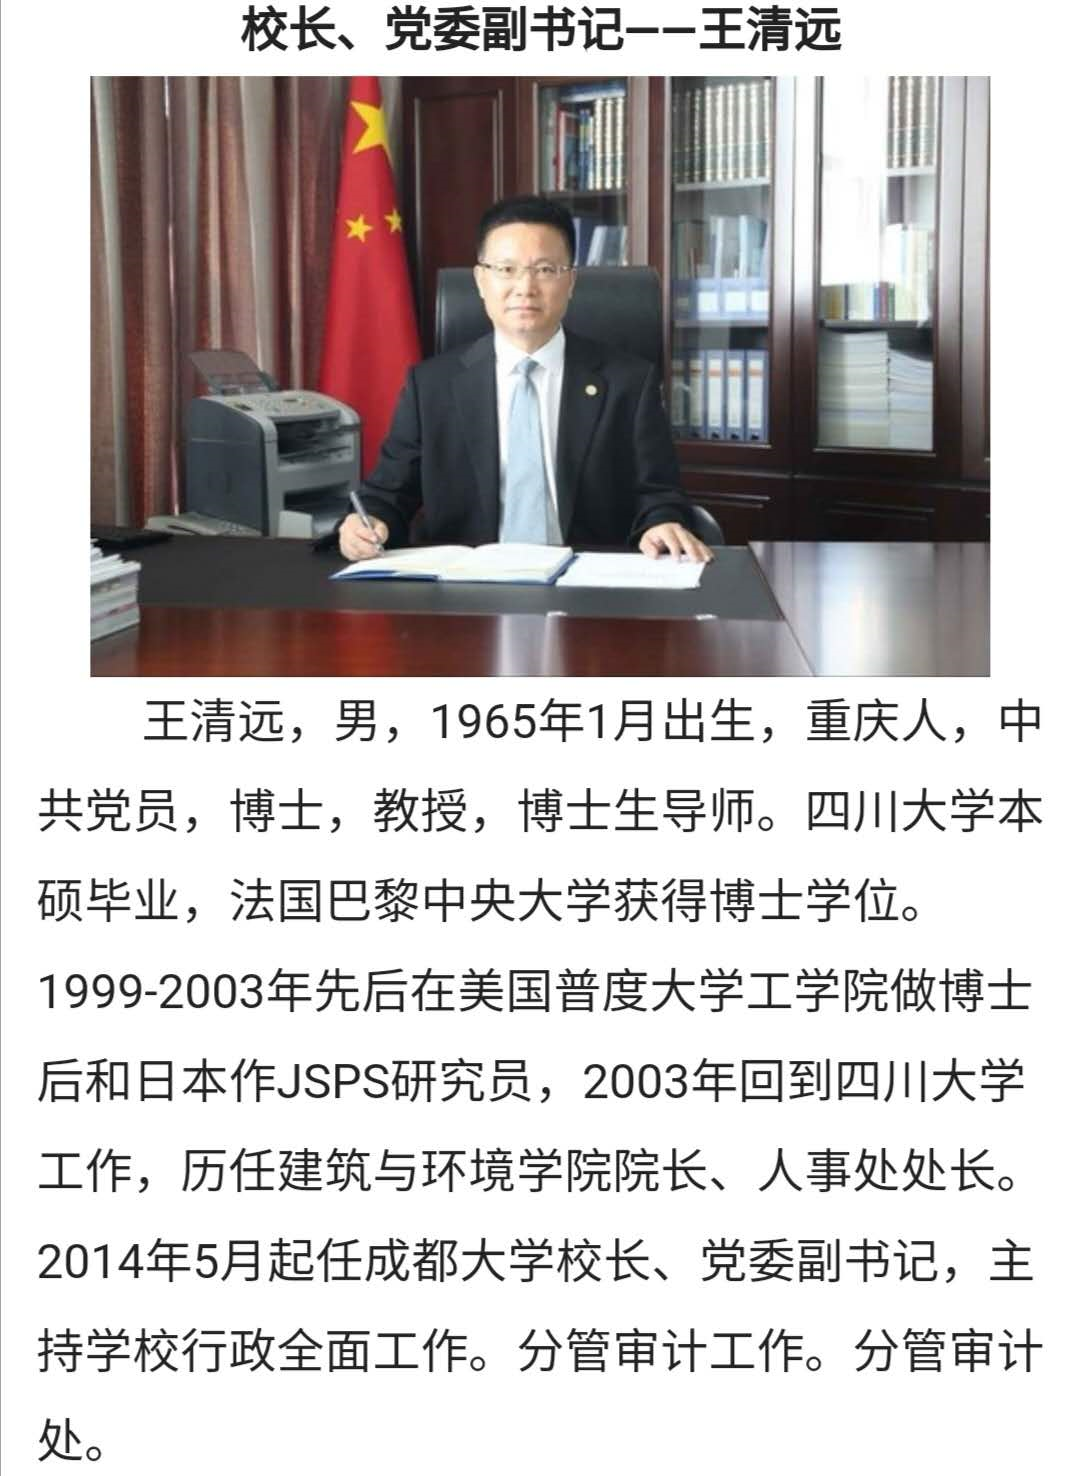 校长、党委副书记——王清远
王清远，男，1965年1月出生，重庆人，中
共党员，博士，教授，博士生导师。四川大学本
硕毕业，法国巴黎中央大学获得博士学位。
1999-2003年先后在美国普度大学工学院做博士
后和日本作JSPS研究员，2003年回到四川大学
工作，历任建筑与环境学院院长、人事处处长。
2014年5月起任成都大学校长、党委副书记，主
持学校行政全面工作。分管审计工作。分管审计
处。